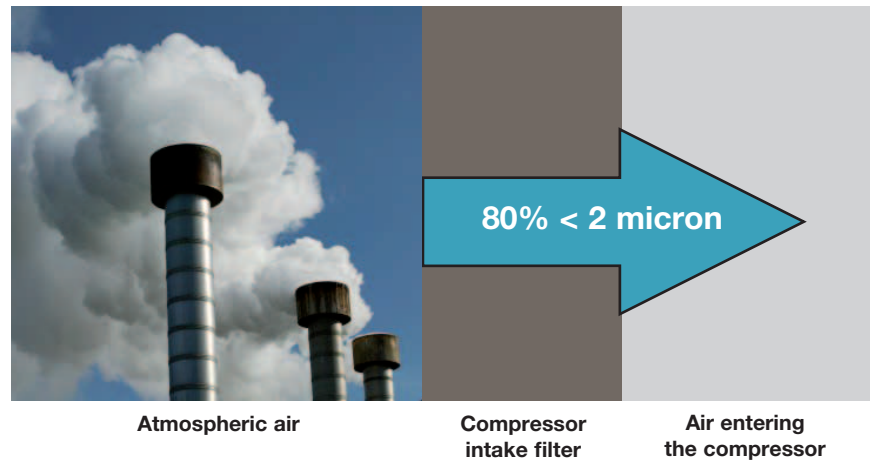 80% < 2 micron
Atmospheric air
Compressor
intake filter
Air entering
the compressor